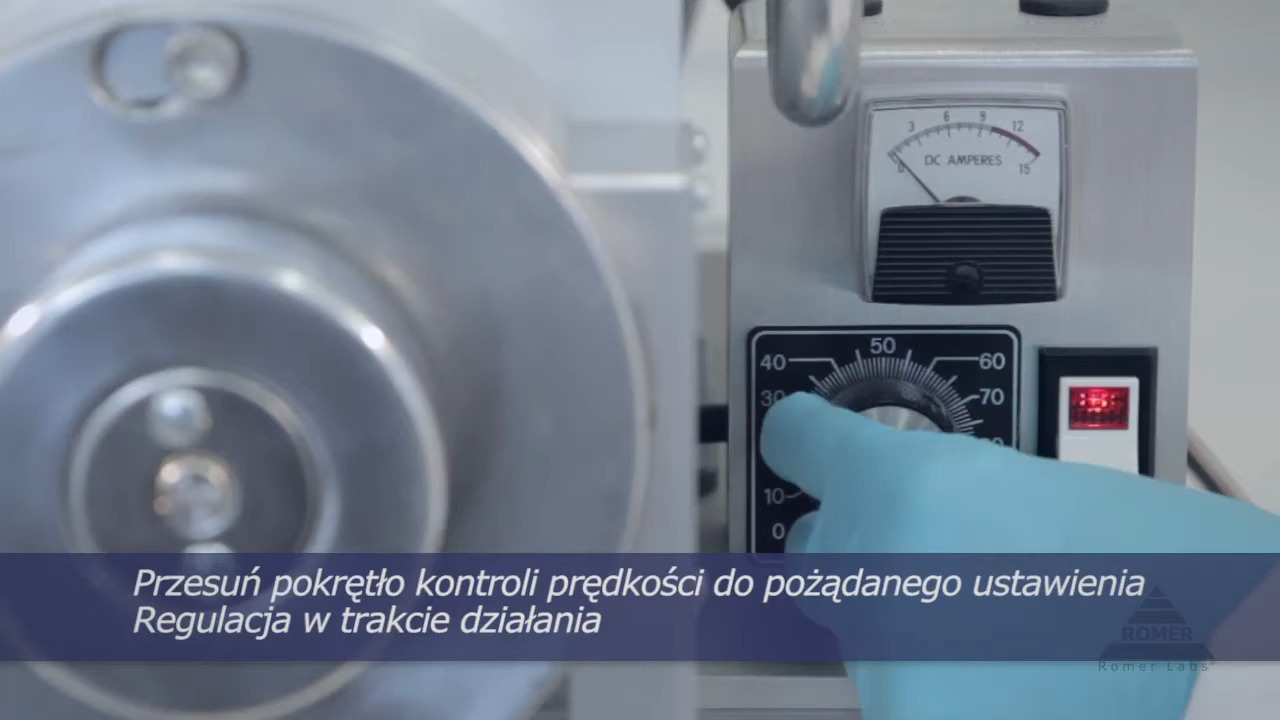 3 6 9 12
0 DC AMPERES 15
50
40 60
30 70
10
0
Przesuń pokrętło kontroli prędkości do pożądanego ustawienia
Regulacja w trakcie działania
ROMER
Romer Labs®